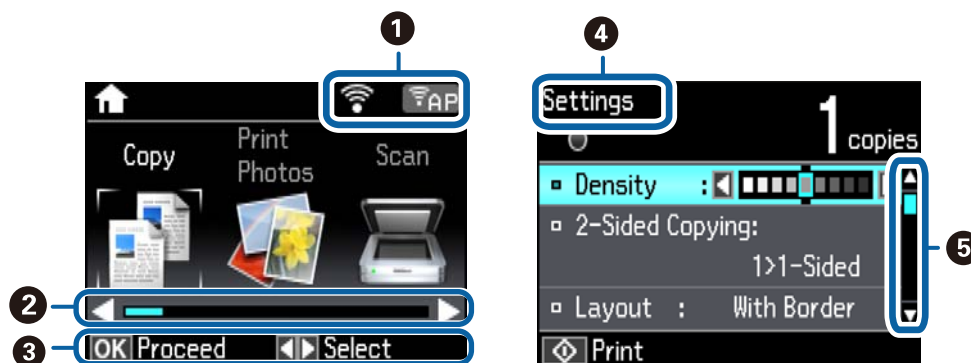 1
4
AP
Settings
1 copies
Copy
Print Photos
Scan
Density :
2-Sided Copying:
1>1-Sided
Layout : With Border
2
3
5
OK Proceed Select
Print